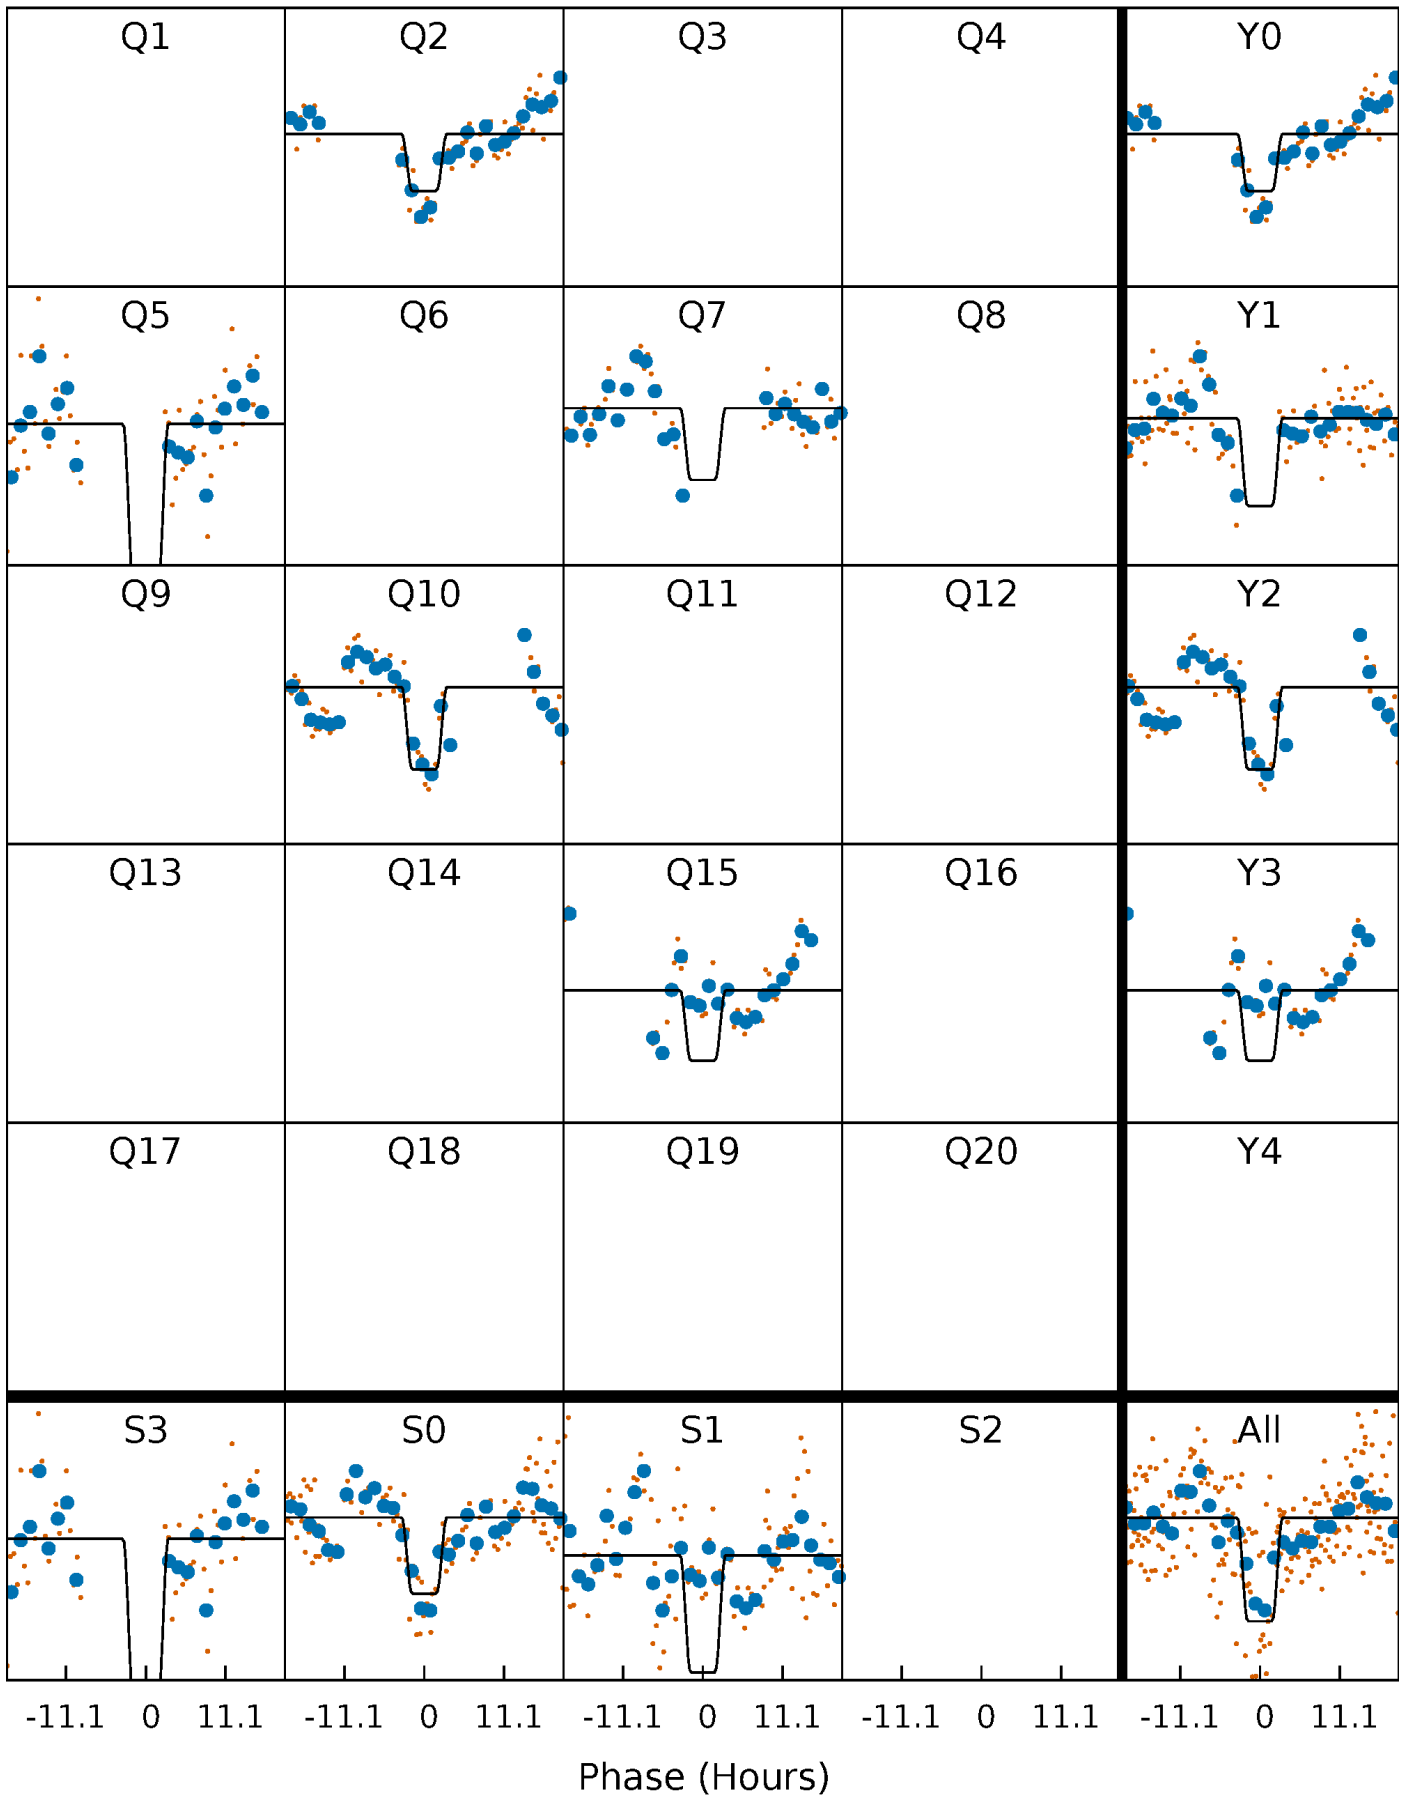 Q1 Q2 Q3 Q4 Y0
Q5 Q6 Q7 Q8 Y1
Q9 Q10 Q11 Q12 Y2
Q13 Q14 Q15 Q16 Y3
Q17 Q18 Q19 Q20 Y4
S3 S0 S1 S2 All
-11.1 0 11.1 -11.1 0 11.1 -11.1 0 11.1 -11.1 0 11.1 -11.1 0 11.1
Phase (Hours)